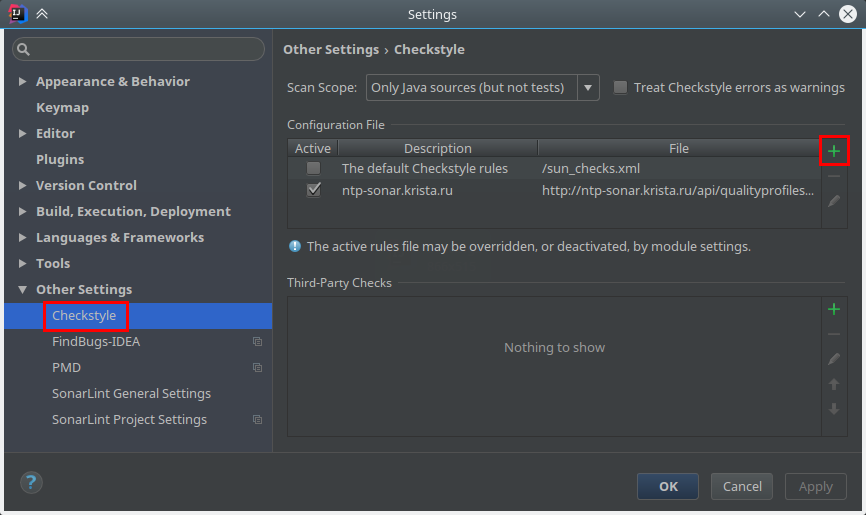 Settings
Appearance & Behavior
Keymap
Editor
Plugins
Version Control
Build, Execution, Deployment
Languages & Frameworks
Tools
Other Settings
Checkstyle
FindBugs-IDEA
PMD
SonarLint General Settings
SonarLint Project Settings
Other Settings › Checkstyle
Scan Scope: Only Java sources (but not tests) Treat Checkstyle errors as warnings
Configuration File
Active Description File
The default Checkstyle rules /sun_checks.xml
ntp-sonar.krista.ru http://ntp-sonar.krista.ru/api/qualityprofiles...
The active rules file may be overridden, or deactivated, by module settings.
Third-Party Checks
Nothing to show
? OK Cancel Apply